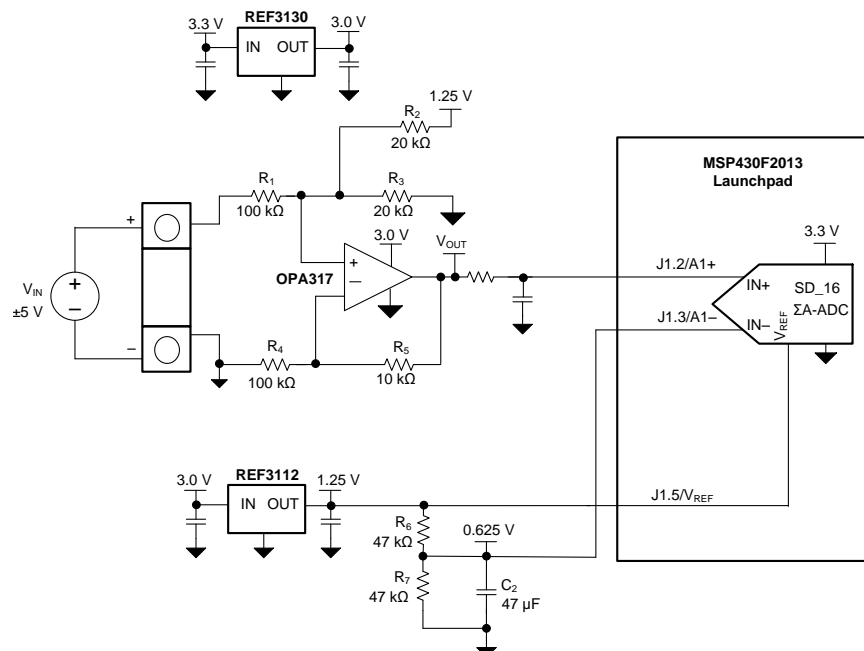 REF3130
3.3 V
3.0 V
IN OUT
1.25 V
R2
20 kΩ
R1
100 kΩ
R3
20 kΩ
MSP430F2013
Launchpad
+
VIN
±5 V
+
−
−
3.0 V
VOUT
OPA317
+
−
J1.2/A1+
J1.3/A1–
3.3 V
IN+
SD_16
ΣA-ADC
IN–
VREF
R4
100 kΩ
R5
10 kΩ
REF3112
3.0 V
1.25 V
IN OUT
J1.5/VREF
R6
47 kΩ
0.625 V
R7
47 kΩ
C2
47 µF